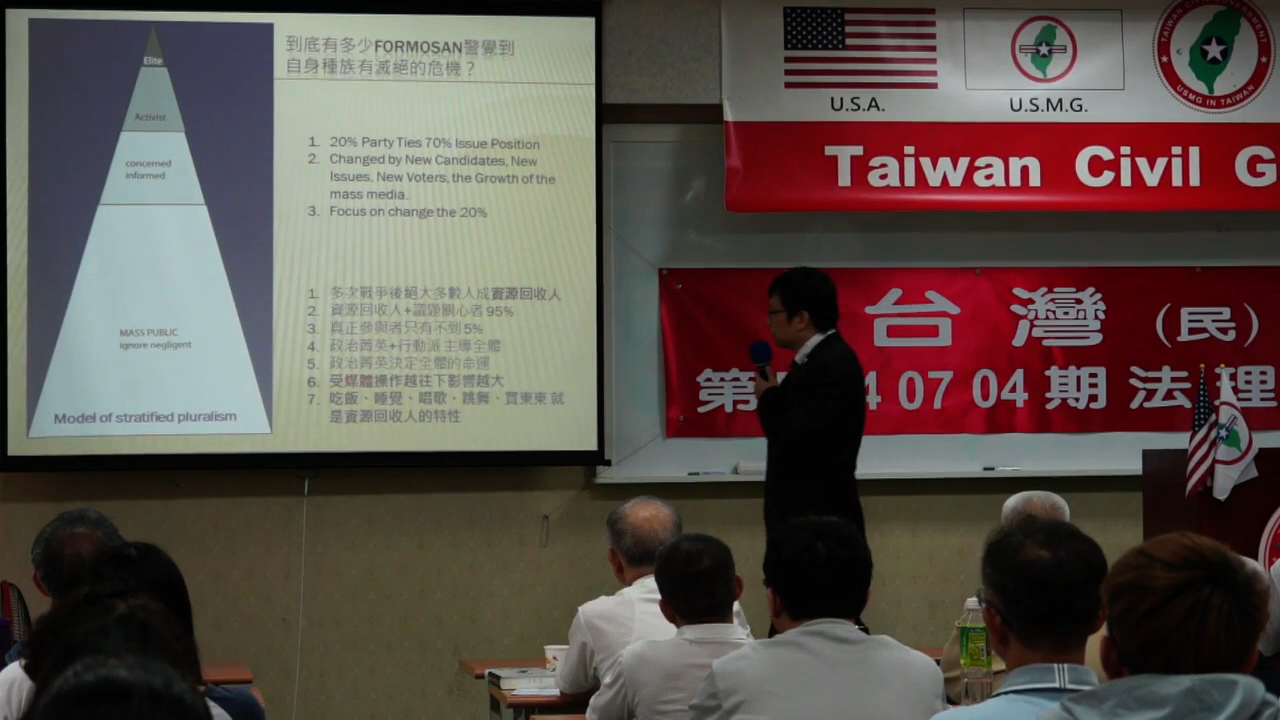 Elite
Activist
concerned
informed
MASS PUBLIC
ignore negligent
Model of stratified pluralism
到底有多少FORMOSAN警覺到
自身種族有滅絕的危機？
1. 20% Party Ties 70% Issue Position
2. Changed by New Candidates, New
Issues, New Voters, the Growth of the
mass media.
3. Focus on change the 20%
1. 多次戰爭後絕大多數人成資源回收人
2. 資源回收人+議題關心者 95%
3. 真正參與者只有不到 5%
4. 政治菁英+行動派 主導全體
5. 政治菁英決定全體的命運
6. 受媒體操作越往下影響越大
7. 吃飯、睡覺、唱歌、跳舞、買東東 就
是資源回收人的特性
U.S.A.
U.S.M.G.
TAIWAN CIVIL GOVERNMENT
USMG IN TAIWAN
Taiwan Civil G
台灣（民）
第 4 07 04 期 法 理